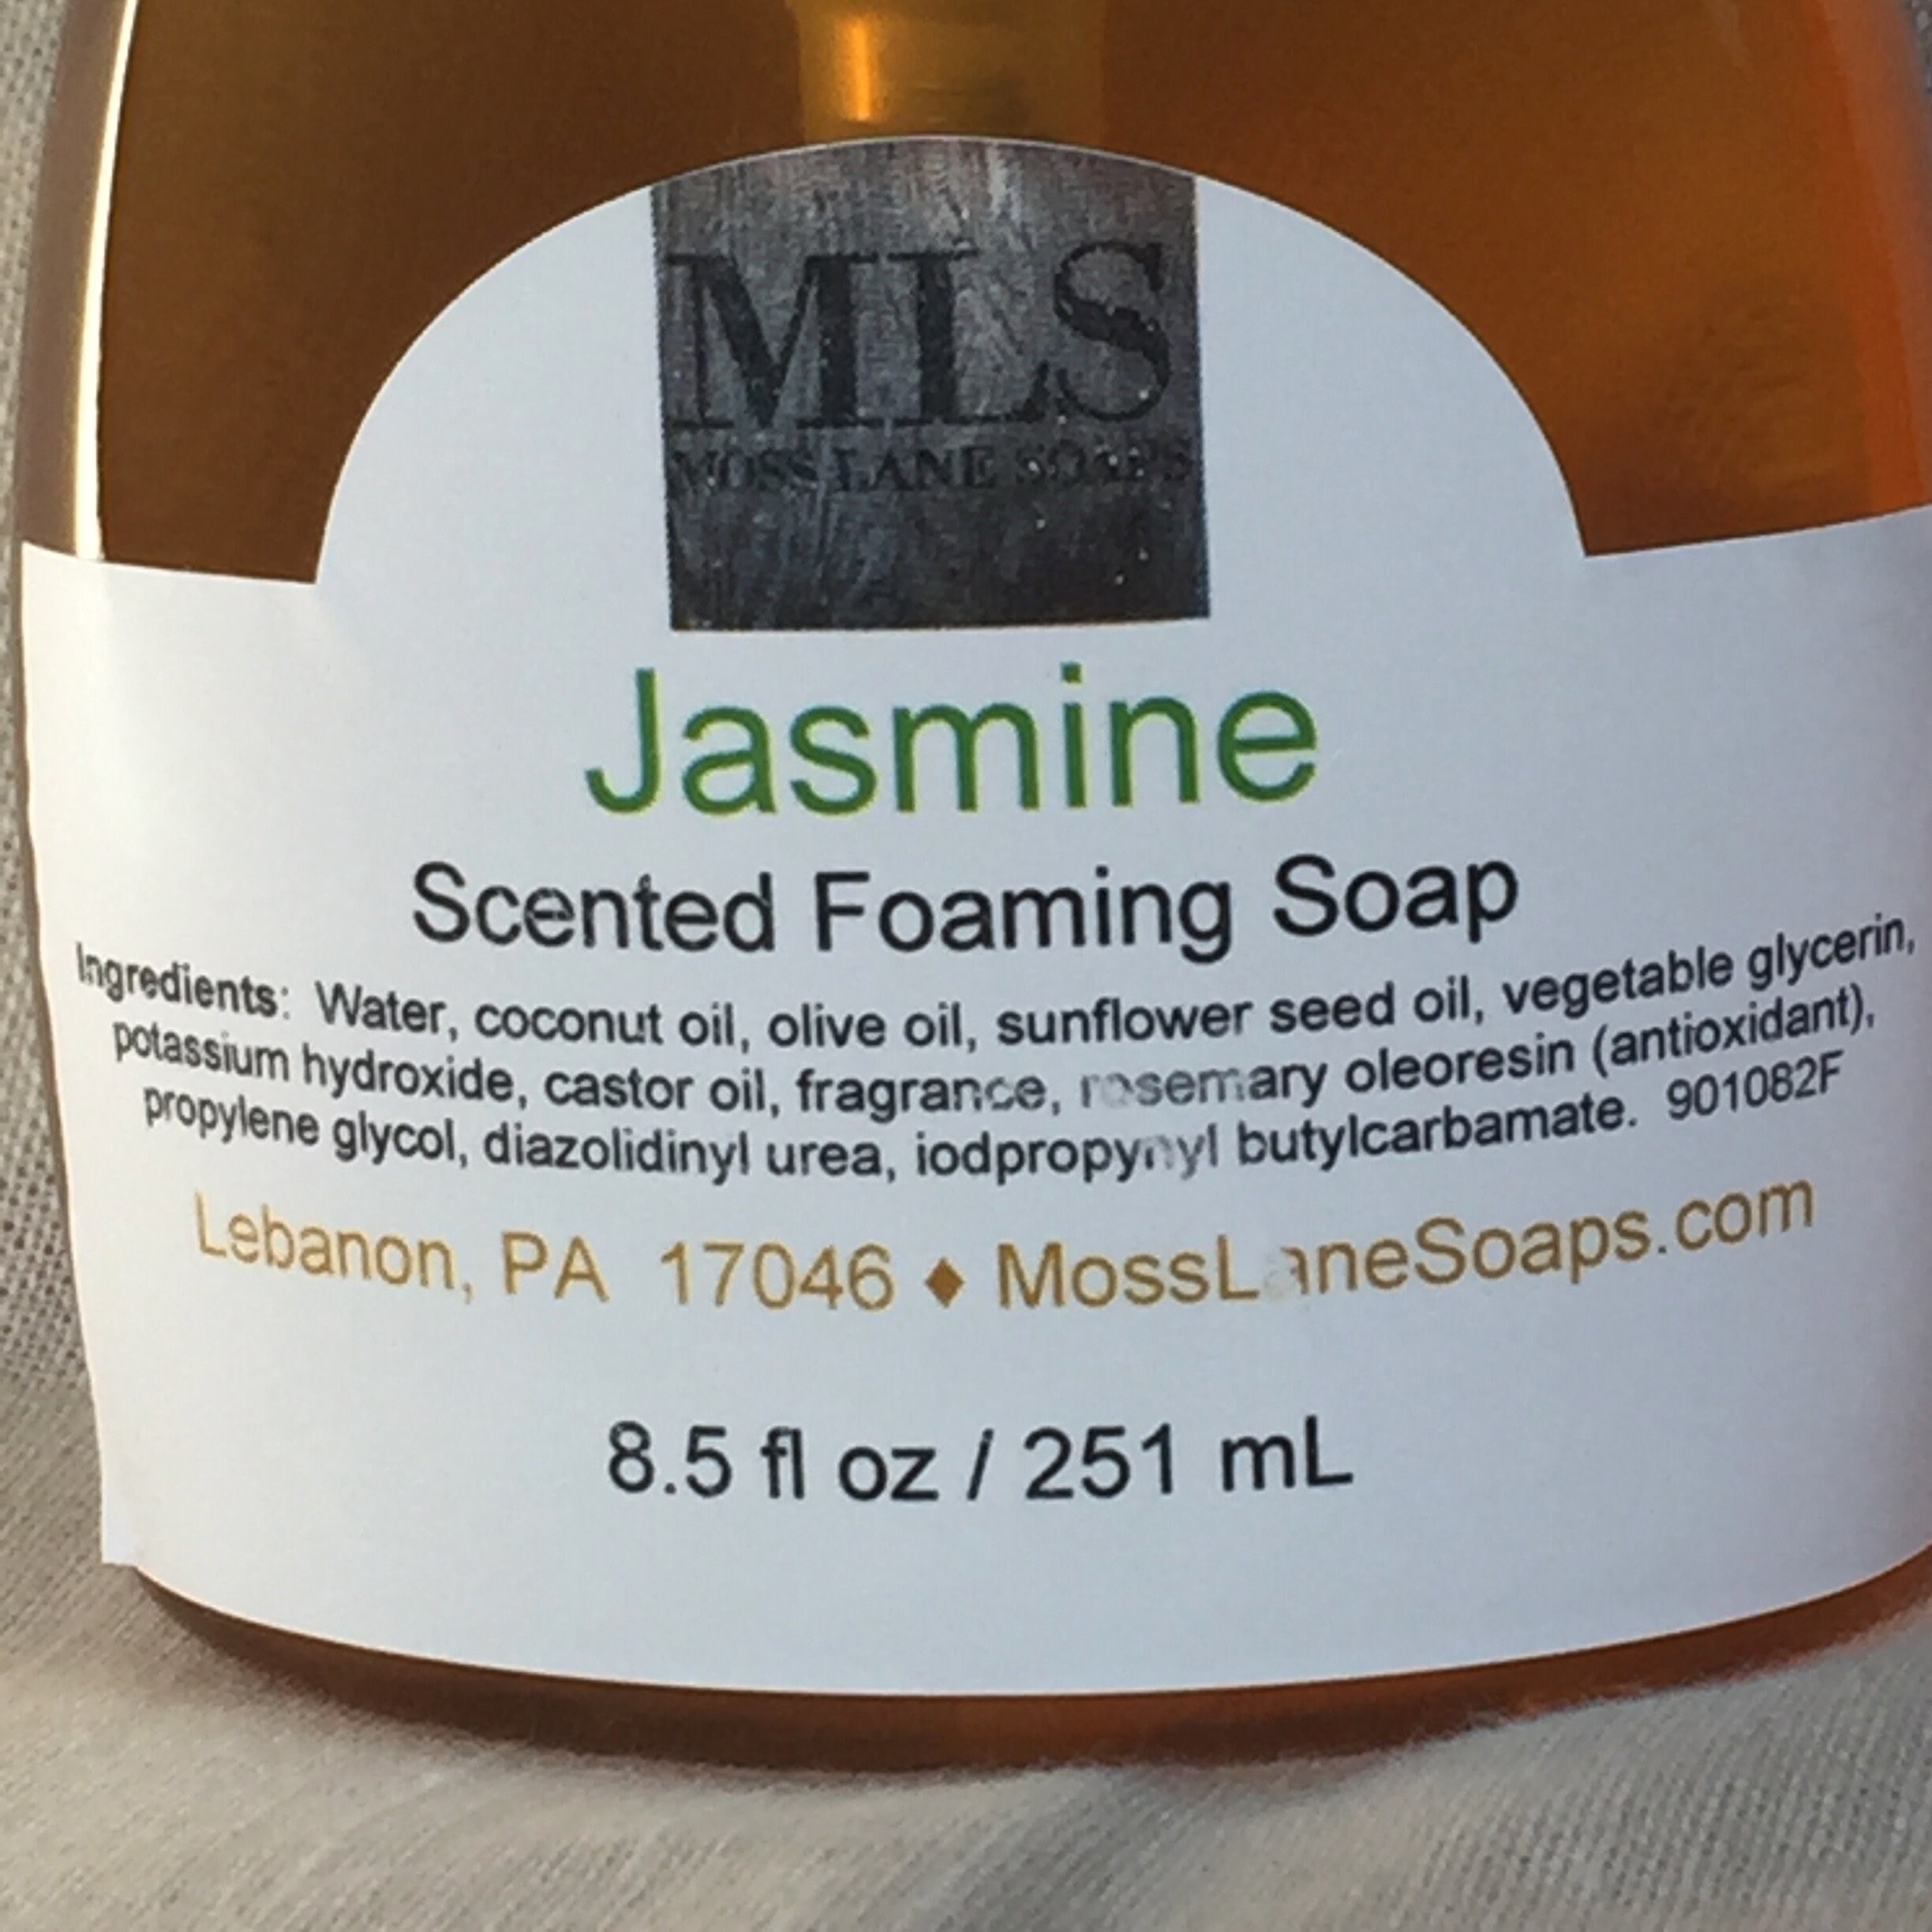 MLS
MOSS LANE SOAPS
Jasmine
Scented Foaming Soap
Ingredients: Water, coconut oil, olive oil, sunflower seed oil, vegetable glycerin,
potassium hydroxide, castor oil, fragrance, rosemary oleoresin (antioxidant),
propylene glycol, diazolidinyl urea, iodpropynyl butylcarbamate. 901082F
Lebanon, PA 17046 ♦ MossLaneSoaps.com
8.5 fl oz / 251 mL